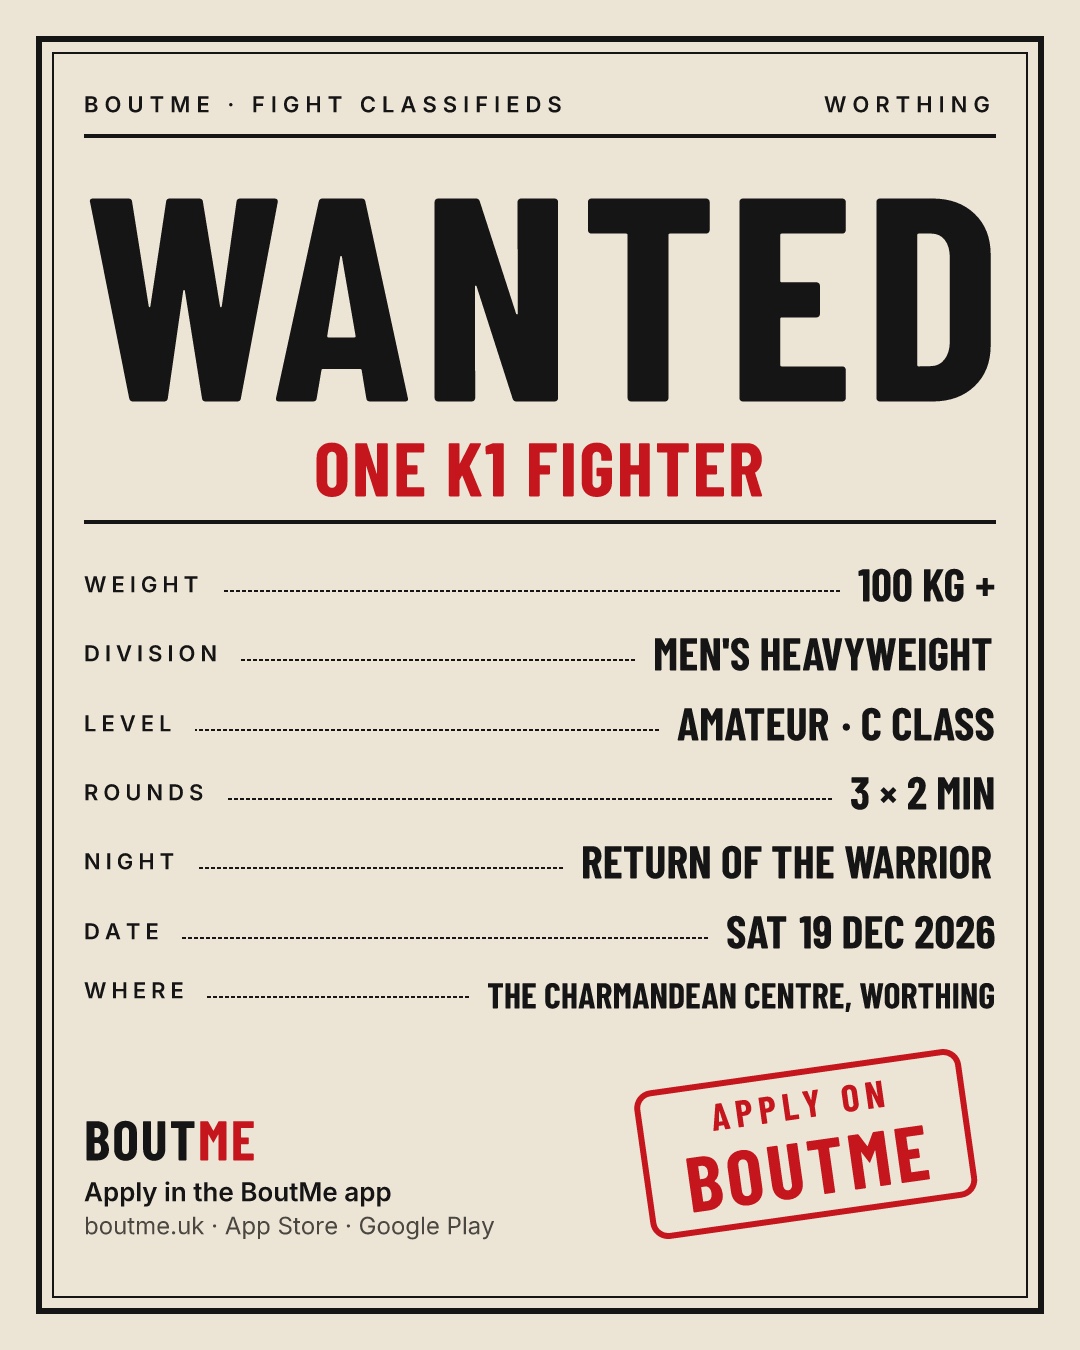 BOUTME · FIGHT CLASSIFIEDS WORTHING
WANTED
ONE K1 FIGHTER
WEIGHT 100 KG +
DIVISION MEN'S HEAVYWEIGHT
LEVEL AMATEUR · C CLASS
ROUNDS 3 × 2 MIN
NIGHT RETURN OF THE WARRIOR
DATE SAT 19 DEC 2026
WHERE THE CHARMANDEAN CENTRE, WORTHING
BOUTME
Apply in the BoutMe app
boutme.uk · App Store · Google Play
APPLY ON
BOUTME